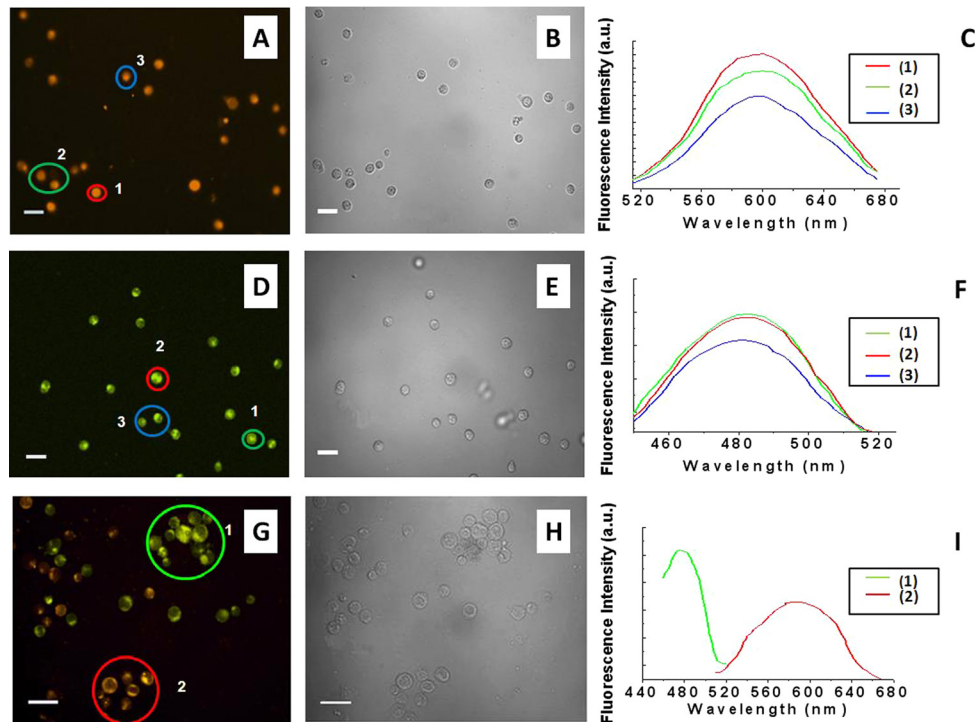 A
3
2
1
B
C
Fluorescence Intensity (a.u.)
(1)
(2)
(3)
520 560 600 640 680
Wavelength (nm)
D
2
3
1
E
F
Fluorescence Intensity (a.u.)
(1)
(2)
(3)
460 480 500 520
Wavelength (nm)
G
1
2
H
I
Fluorescence Intensity (a.u.)
(1)
(2)
440 480 520 560 600 640 680
Wavelength (nm)